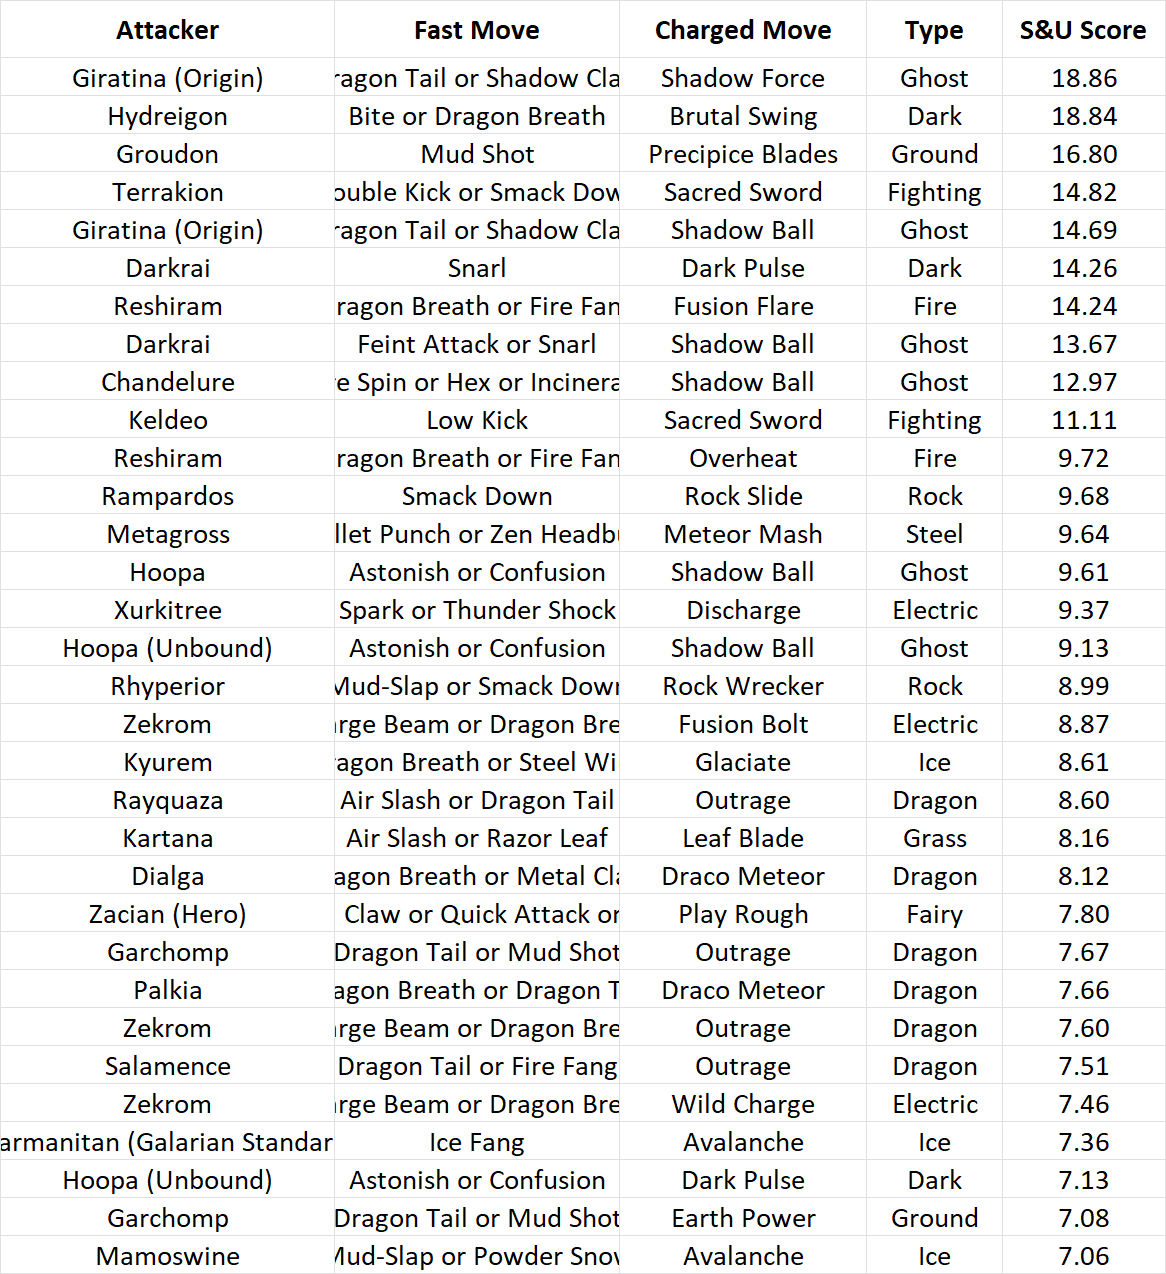 Attacker Fast Move Charged Move Type S&U Score
Giratina (Origin) ragon Tail or Shadow Cla Shadow Force Ghost 18.86
Hydreigon Bite or Dragon Breath Brutal Swing Dark 18.84
Groudon Mud Shot Precipice Blades Ground 16.80
Terrakion ouble Kick or Smack Dow Sacred Sword Fighting 14.82
Giratina (Origin) ragon Tail or Shadow Cla Shadow Ball Ghost 14.69
Darkrai Snarl Dark Pulse Dark 14.26
Reshiram ragon Breath or Fire Fan Fusion Flare Fire 14.24
Darkrai Feint Attack or Snarl Shadow Ball Ghost 13.67
Chandelure e Spin or Hex or Incinera Shadow Ball Ghost 12.97
Keldeo Low Kick Sacred Sword Fighting 11.11
Reshiram ragon Breath or Fire Fan Overheat Fire 9.72
Rampardos Smack Down Rock Slide Rock 9.68
Metagross llet Punch or Zen Headbu Meteor Mash Steel 9.64
Hoopa Astonish or Confusion Shadow Ball Ghost 9.61
Xurkitree Spark or Thunder Shock Discharge Electric 9.37
Hoopa (Unbound) Astonish or Confusion Shadow Ball Ghost 9.13
Rhyperior Mud-Slap or Smack Down Rock Wrecker Rock 8.99
Zekrom arge Beam or Dragon Bre Fusion Bolt Electric 8.87
Kyurem ragon Breath or Steel Wi Glaciate Ice 8.61
Rayquaza Air Slash or Dragon Tail Outrage Dragon 8.60
Kartana Air Slash or Razor Leaf Leaf Blade Grass 8.16
Dialga agon Breath or Metal Cla Draco Meteor Dragon 8.12
Zacian (Hero) Claw or Quick Attack or Play Rough Fairy 7.80
Garchomp Dragon Tail or Mud Shot Outrage Dragon 7.67
Palkia agon Breath or Dragon T Draco Meteor Dragon 7.66
Zekrom arge Beam or Dragon Bre Outrage Dragon 7.60
Salamence Dragon Tail or Fire Fang Outrage Dragon 7.51
Zekrom arge Beam or Dragon Bre Wild Charge Electric 7.46
armanitan (Galarian Standar Ice Fang Avalanche Ice 7.36
Hoopa (Unbound) Astonish or Confusion Dark Pulse Dark 7.13
Garchomp Dragon Tail or Mud Shot Earth Power Ground 7.08
Mamoswine Mud-Slap or Powder Snow Avalanche Ice 7.06